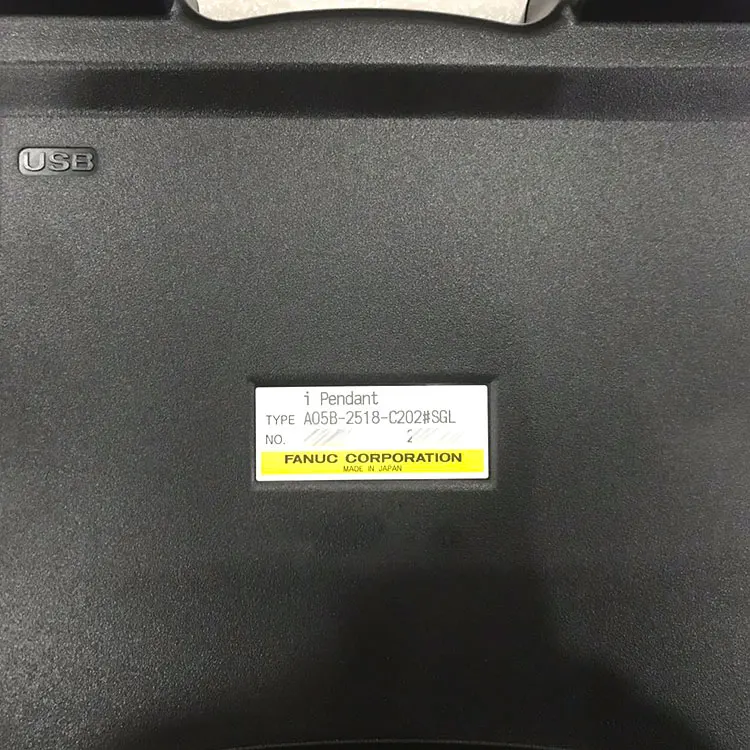 USB
i Pendant
TYPE A05B-2518-C202#SGL
NO.
FANUC CORPORATION
MADE IN JAPAN